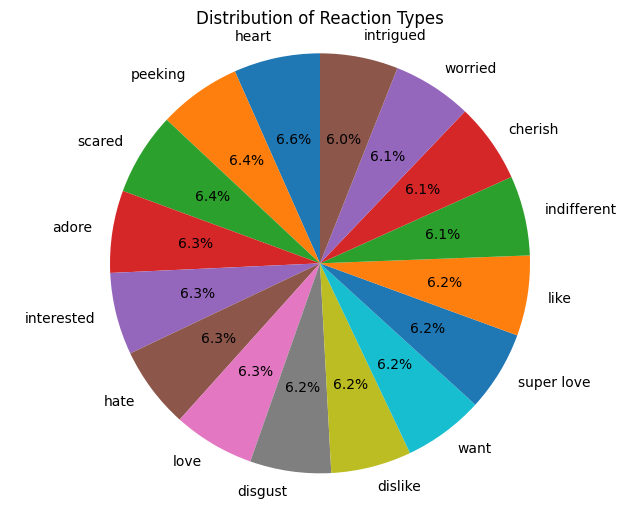 Distribution of Reaction Types
heart
6.6%
peeking
6.4%
scared
6.4%
adore
6.3%
interested
6.3%
hate
6.3%
love
6.3%
disgust
6.2%
dislike
6.2%
want
6.2%
super love
6.2%
like
6.2%
indifferent
6.1%
cherish
6.1%
worried
6.1%
intrigued
6.0%